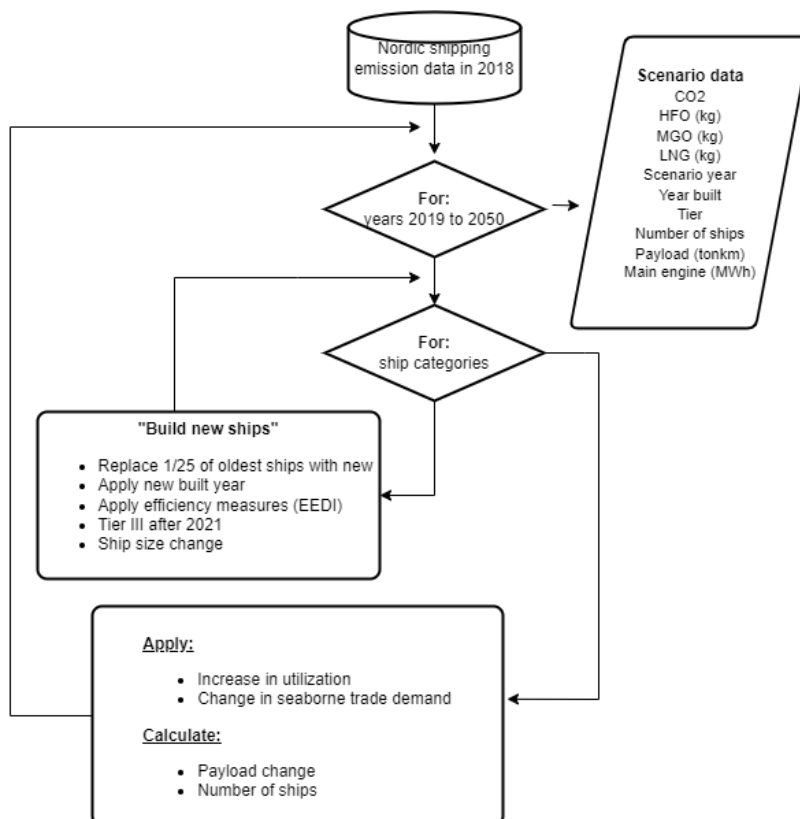 Nordic shipping
emission data in 2018
Scenario data
CO2
HFO (kg)
MGO (kg)
LNG (kg)
Scenario year
Year built
Tier
Number of ships
Payload (tonkm)
Main engine (MWh)
For:
years 2019 to 2050
For:
ship categories
"Build new ships"
• Replace 1/25 of oldest ships with new
• Apply new built year
• Apply efficiency measures (EEDI)
• Tier III after 2021
• Ship size change
Apply:
• Increase in utilization
• Change in seaborne trade demand
Calculate:
• Payload change
• Number of ships